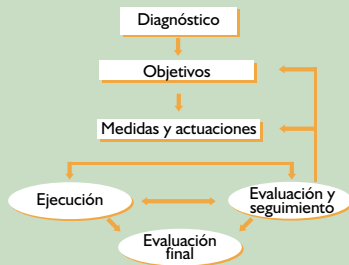 Diagnóstico
Objetivos
Medidas y actuaciones
Ejecución
Evaluación y
seguimiento
Evaluación
final